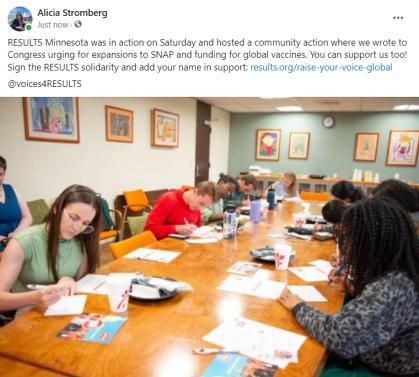 Alicia Stromberg
Just now ·
RESULTS Minnesota was in action on Saturday and hosted a community action where we wrote to
Congress urging for expansions to SNAP and funding for global vaccines. You can support us too!
Sign the RESULTS solidarity and add your name in support: results.org/raise-your-voice-global
@voices4RESULTS